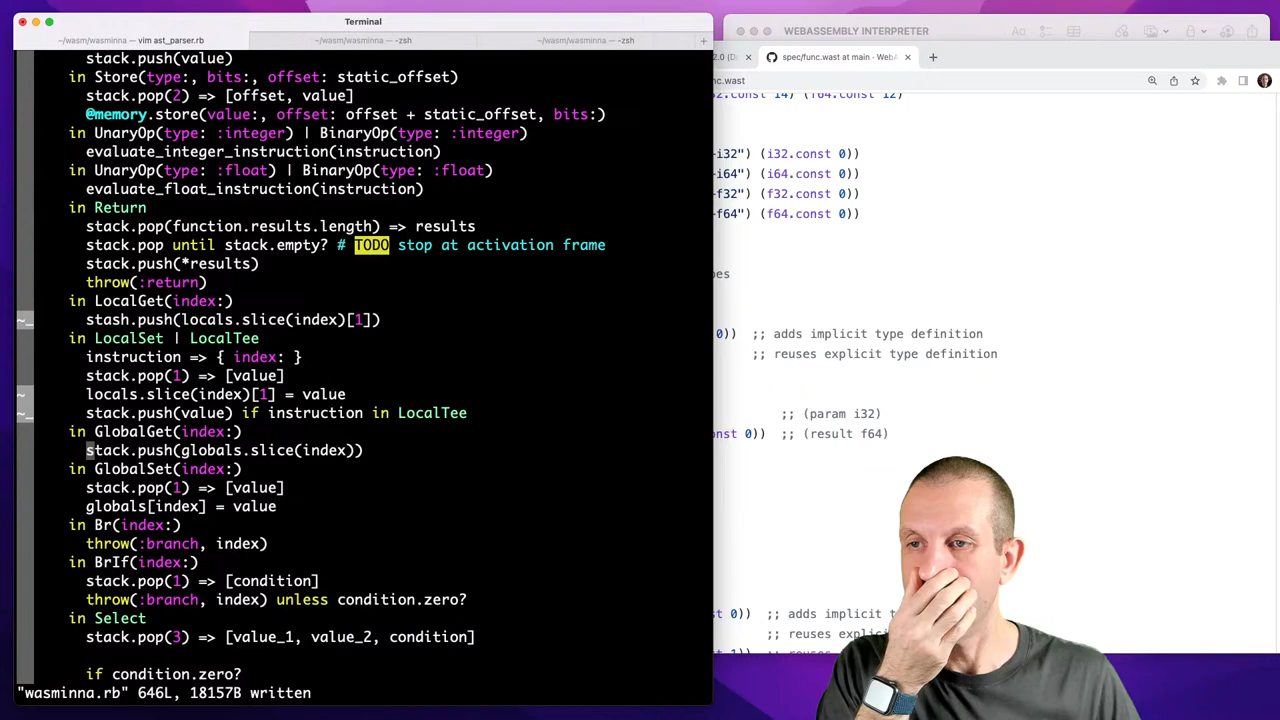 Terminal
~/wasm/wasminna — vim ast_parser.rb
~/wasm/wasminna — -zsh
~/wasm/wasminna — -zsh
+
stack.push(value)
in Store(type:, bits:, offset: static_offset)
stack.pop(2) => [offset, value]
@memory.store(value:, offset: offset + static_offset, bits:)
in UnaryOp(type: :integer) | BinaryOp(type: :integer)
evaluate_integer_instruction(instruction)
in UnaryOp(type: :float) | BinaryOp(type: :float)
evaluate_float_instruction(instruction)
in Return
stack.pop(function.results.length) => results
stack.pop until stack.empty? # TODO stop at activation frame
stack.push(*results)
throw(:return)
in LocalGet(index:)
~_ stash.push(locals.slice(index)[1])
in LocalSet | LocalTee
instruction => { index: }
stack.pop(1) => [value]
~ locals.slice(index)[1] = value
~_ stack.push(value) if instruction in LocalTee
in GlobalGet(index:)
stack.push(globals.slice(index))
in GlobalSet(index:)
stack.pop(1) => [value]
globals[index] = value
in Br(index:)
throw(:branch, index)
in BrIf(index:)
stack.pop(1) => [condition]
throw(:branch, index) unless condition.zero?
in Select
stack.pop(3) => [value_1, value_2, condition]
if condition.zero?
"wasminna.rb" 646L, 18157B written
WEBASSEMBLY INTERPRETER
2.0 (D
spec/func.wast at main · WebA
nc.wast
2.const 14) (f64.const 12)
-i32") (i32.const 0))
-i64") (i64.const 0))
-f32") (f32.const 0))
-f64") (f64.const 0))
pes
0)) ;; adds implicit type definition
;; reuses explicit type definition
;; (param i32)
onst 0)) ;; (result f64)
st 0)) ;; adds implicit t
;; reuses expli
st 1)) ;; reuses